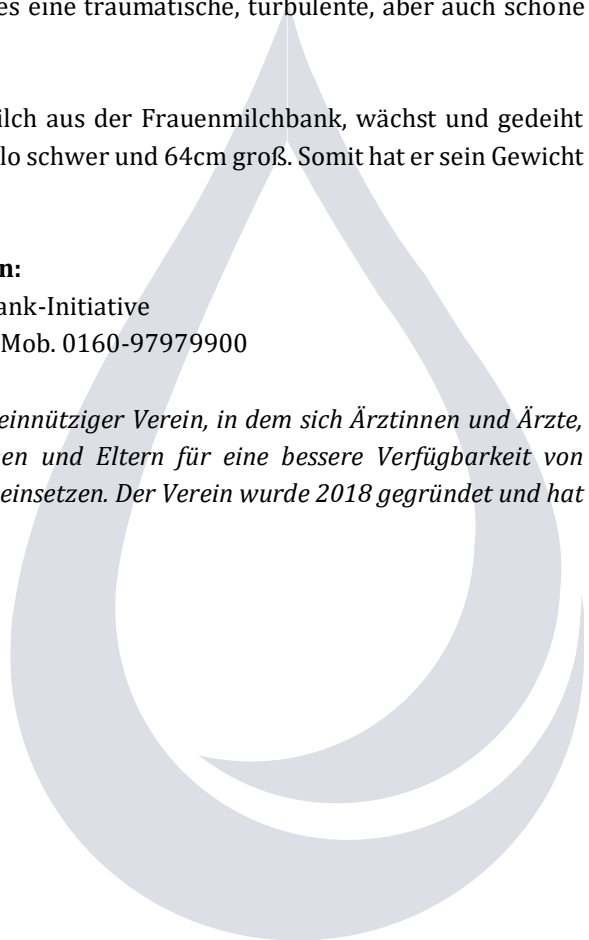 es eine traumatische, turbulente, aber auch schöne
ilch aus der Frauenmilchbank, wächst und gedeiht
lo schwer und 64cm groß. Somit hat er sein Gewicht
n:
ank-Initiative
Mob. 0160-97979900
einnütziger Verein, in dem sich Ärztinnen und Ärzte,
en und Eltern für eine bessere Verfügbarkeit von
einsetzen. Der Verein wurde 2018 gegründet und hat